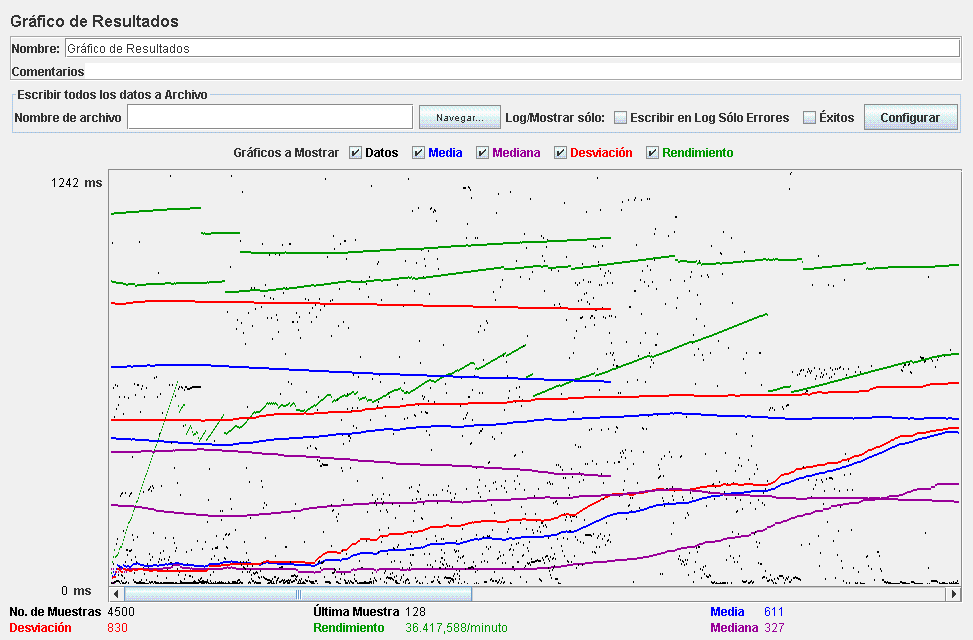 Gráfico de Resultados
Nombre: Gráfico de Resultados
Comentarios
Escribir todos los datos a Archivo
Nombre de archivo Navegar... Log/Mostrar sólo: Escribir en Log Sólo Errores Éxitos Configurar
Gráficos a Mostrar Datos Media Mediana Desviación Rendimiento
1242 ms
0 ms
No. de Muestras 4500 Última Muestra 128 Media 611
Desviación 830 Rendimiento 36.417,588/minuto Mediana 327